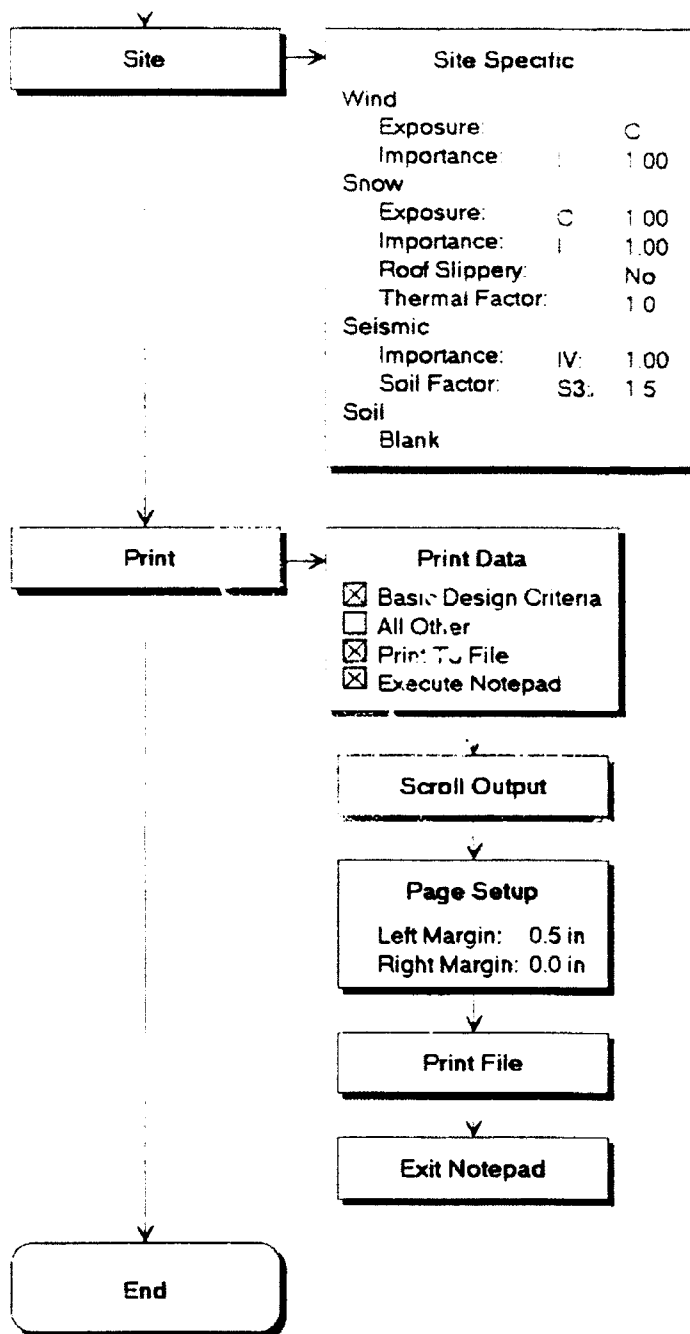 Site
Site Specific
Wind
Exposure: C
Importance: I 1.00
Snow
Exposure: C 1.00
Importance: I 1.00
Roof Slippery: No
Thermal Factor: 1.0
Seismic
Importance: IV: 1.00
Soil Factor: S3: 1.5
Soil
Blank
Print
Print Data
Basic Design Criteria
All Other
Print To File
Execute Notepad
Scroll Output
Page Setup
Left Margin: 0.5 in
Right Margin: 0.0 in
Print File
Exit Notepad
End